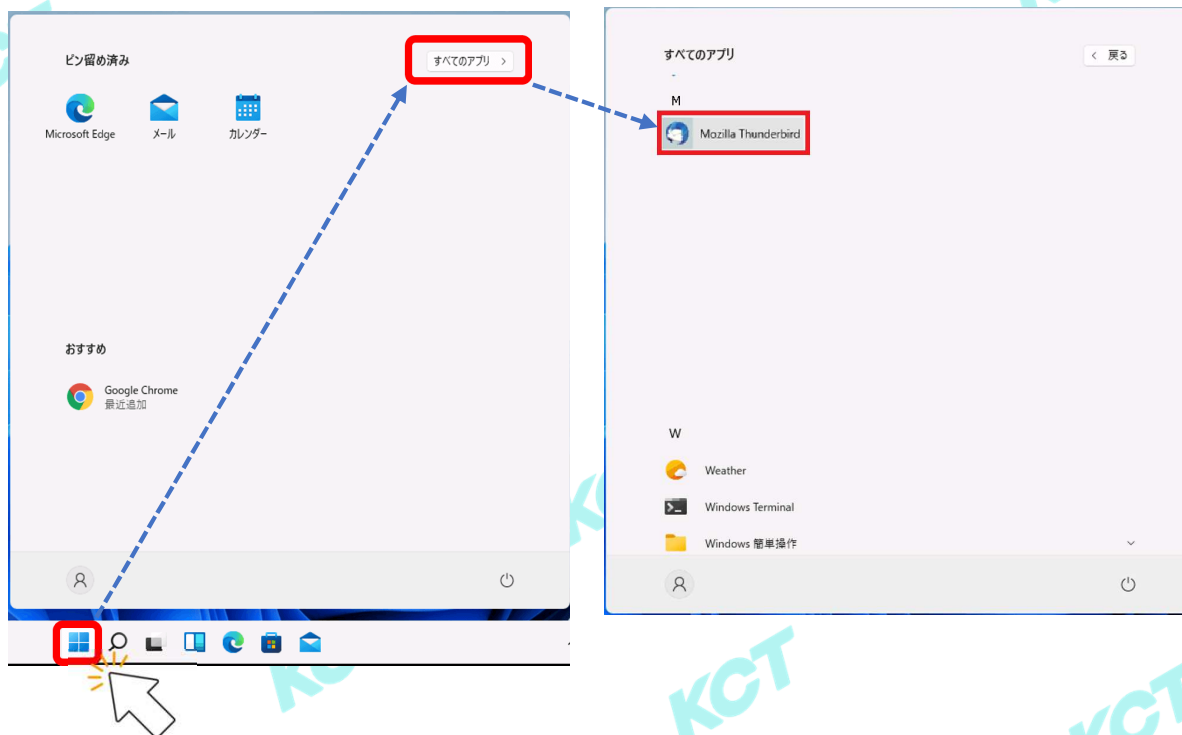 ピン留め済み
すべてのアプリ >
Microsoft Edge
メール
カレンダー
おすすめ
Google Chrome
最近追加
すべてのアプリ
< 戻る
M
Mozilla Thunderbird
W
Weather
Windows Terminal
Windows 簡単操作
KCT
KCT
KCT